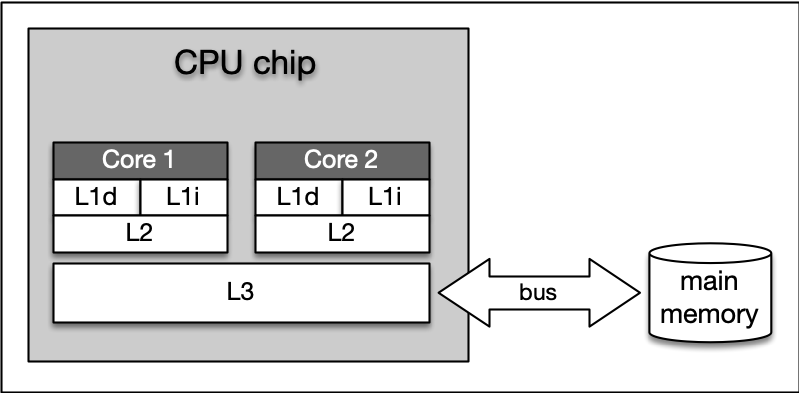 CPU chip
Core 1
Core 2
L1d
L1i
L1d
L1i
L2
L2
L3
bus
main
memory